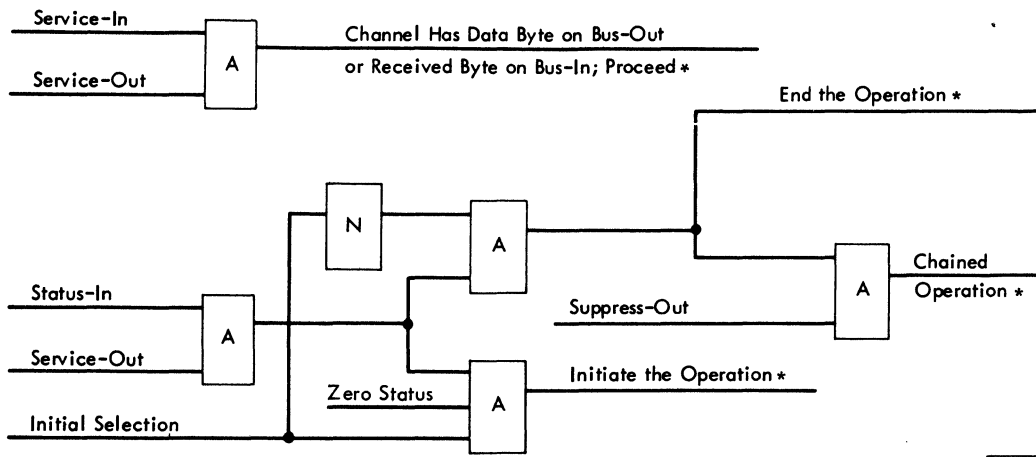 Service-In
Service-Out
A
Channel Has Data Byte on Bus-Out
or Received Byte on Bus-In; Proceed *
End the Operation *
N
A
Status-In
Service-Out
A
Suppress-Out
A
Chained
Operation *
Zero Status
A
Initiate the Operation *
Initial Selection